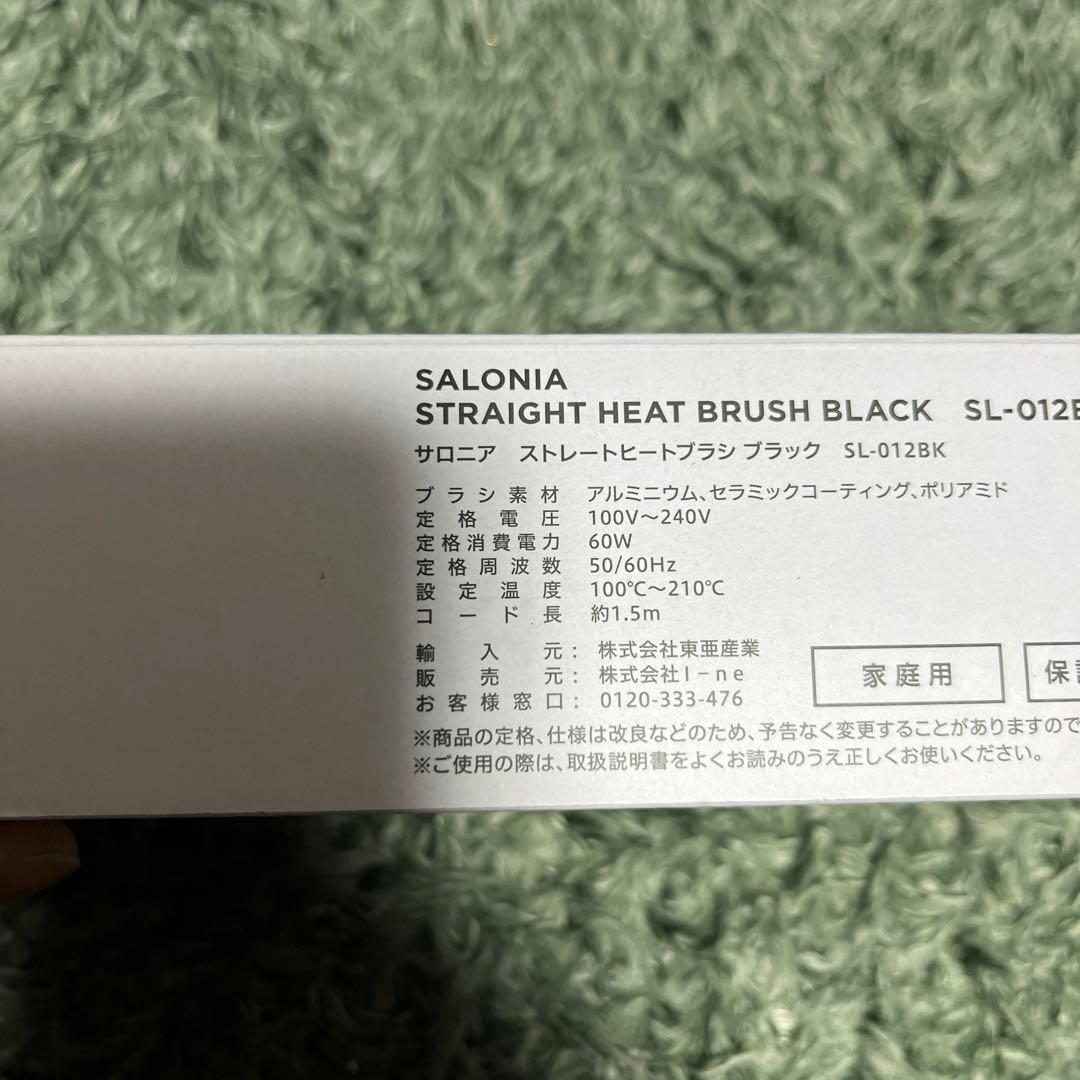 SALONIA
STRAIGHT HEAT BRUSH BLACK SL-012B
サロニア ストレートヒートブラシ ブラック SL-012BK
ブラシ素材 アルミニウム、セラミックコーティング、ポリアミド
定格電圧 100V～240V
定格消費電力 60W
定格周波数 50/60Hz
設定温度 100℃～210℃
コード長 約1.5m
輸入元: 株式会社東亜産業
販売元: 株式会社I-ne
お客様窓口: 0120-333-476
家庭用
保証
※商品の定格、仕様は改良などのため、予告なく変更することがありますので
※ご使用の際は、取扱説明書をよくお読みのうえ正しくお使いください。